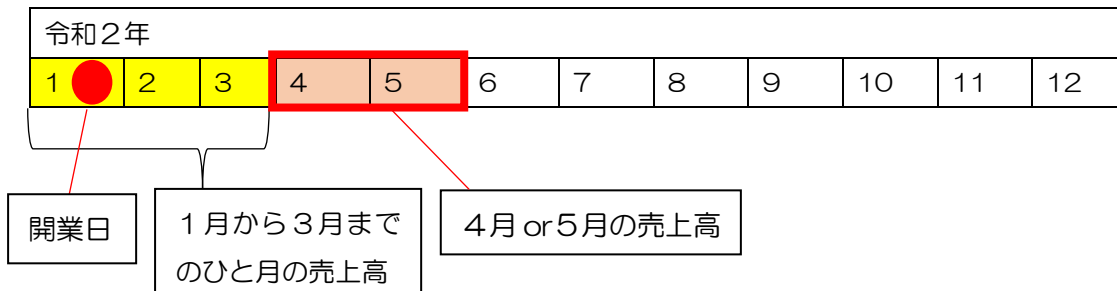 令和２年
１ ２ ３ ４ ５ ６ ７ ８ ９ １０ １１ １２
開業日
１月から３月まで
のひと月の売上高
４月or５月の売上高